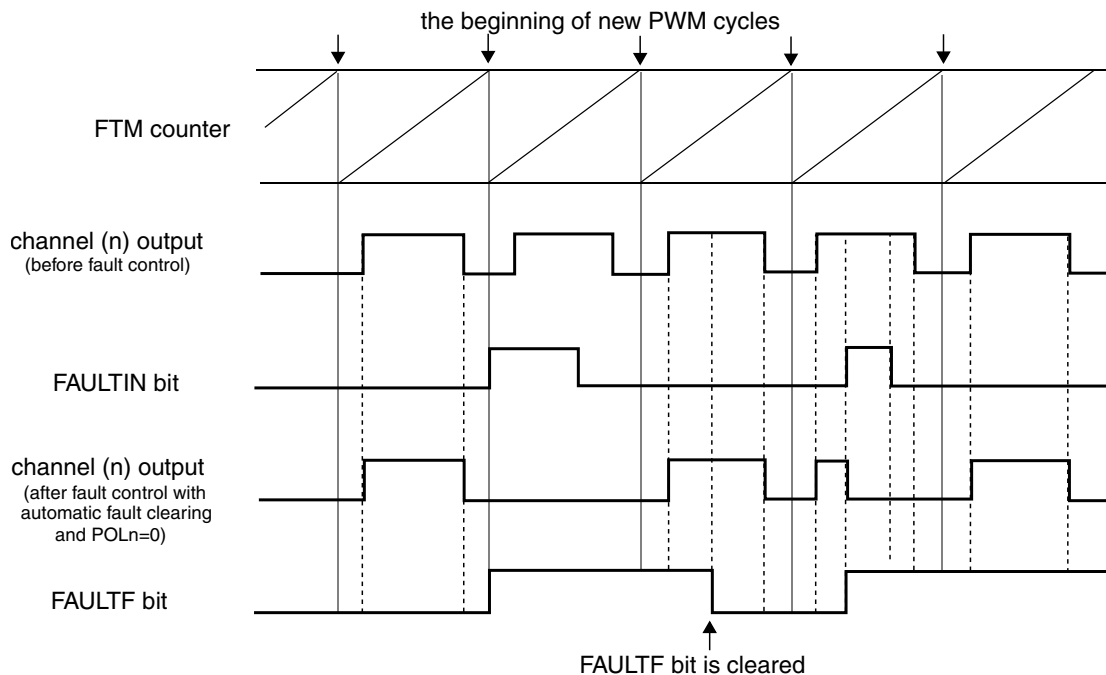 the beginning of new PWM cycles
FTM counter
channel (n) output
(before fault control)
FAULTIN bit
channel (n) output
(after fault control with
automatic fault clearing
and POLn=0)
FAULTF bit
FAULTF bit is cleared